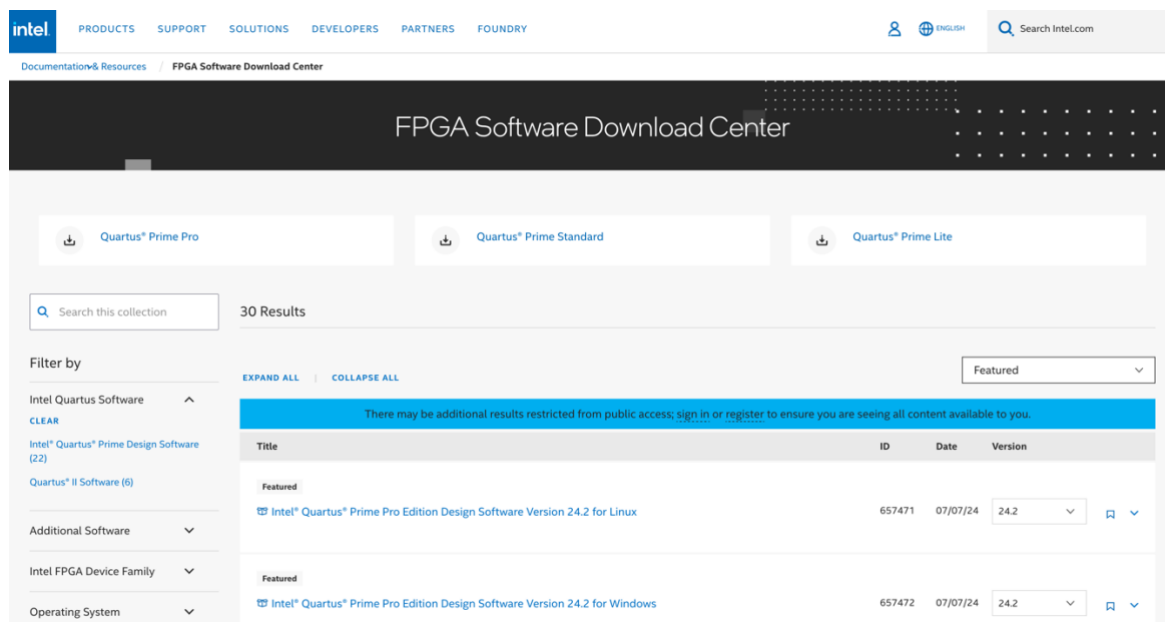 intel.
PRODUCTS SUPPORT SOLUTIONS DEVELOPERS PARTNERS FOUNDRY
ENGLISH
Search Intel.com
Documentation & Resources / FPGA Software Download Center
FPGA Software Download Center
Quartus® Prime Pro
Quartus® Prime Standard
Quartus® Prime Lite
Search this collection
30 Results
Filter by
EXPAND ALL | COLLAPSE ALL
Featured
Intel Quartus Software
CLEAR
Intel® Quartus® Prime Design Software
(22)
Quartus® II Software (6)
Additional Software
Intel FPGA Device Family
Operating System
There may be additional results restricted from public access; sign in or register to ensure you are seeing all content available to you.
Title ID Date Version
Featured
Intel® Quartus® Prime Pro Edition Design Software Version 24.2 for Linux 657471 07/07/24 24.2
Featured
Intel® Quartus® Prime Pro Edition Design Software Version 24.2 for Windows 657472 07/07/24 24.2